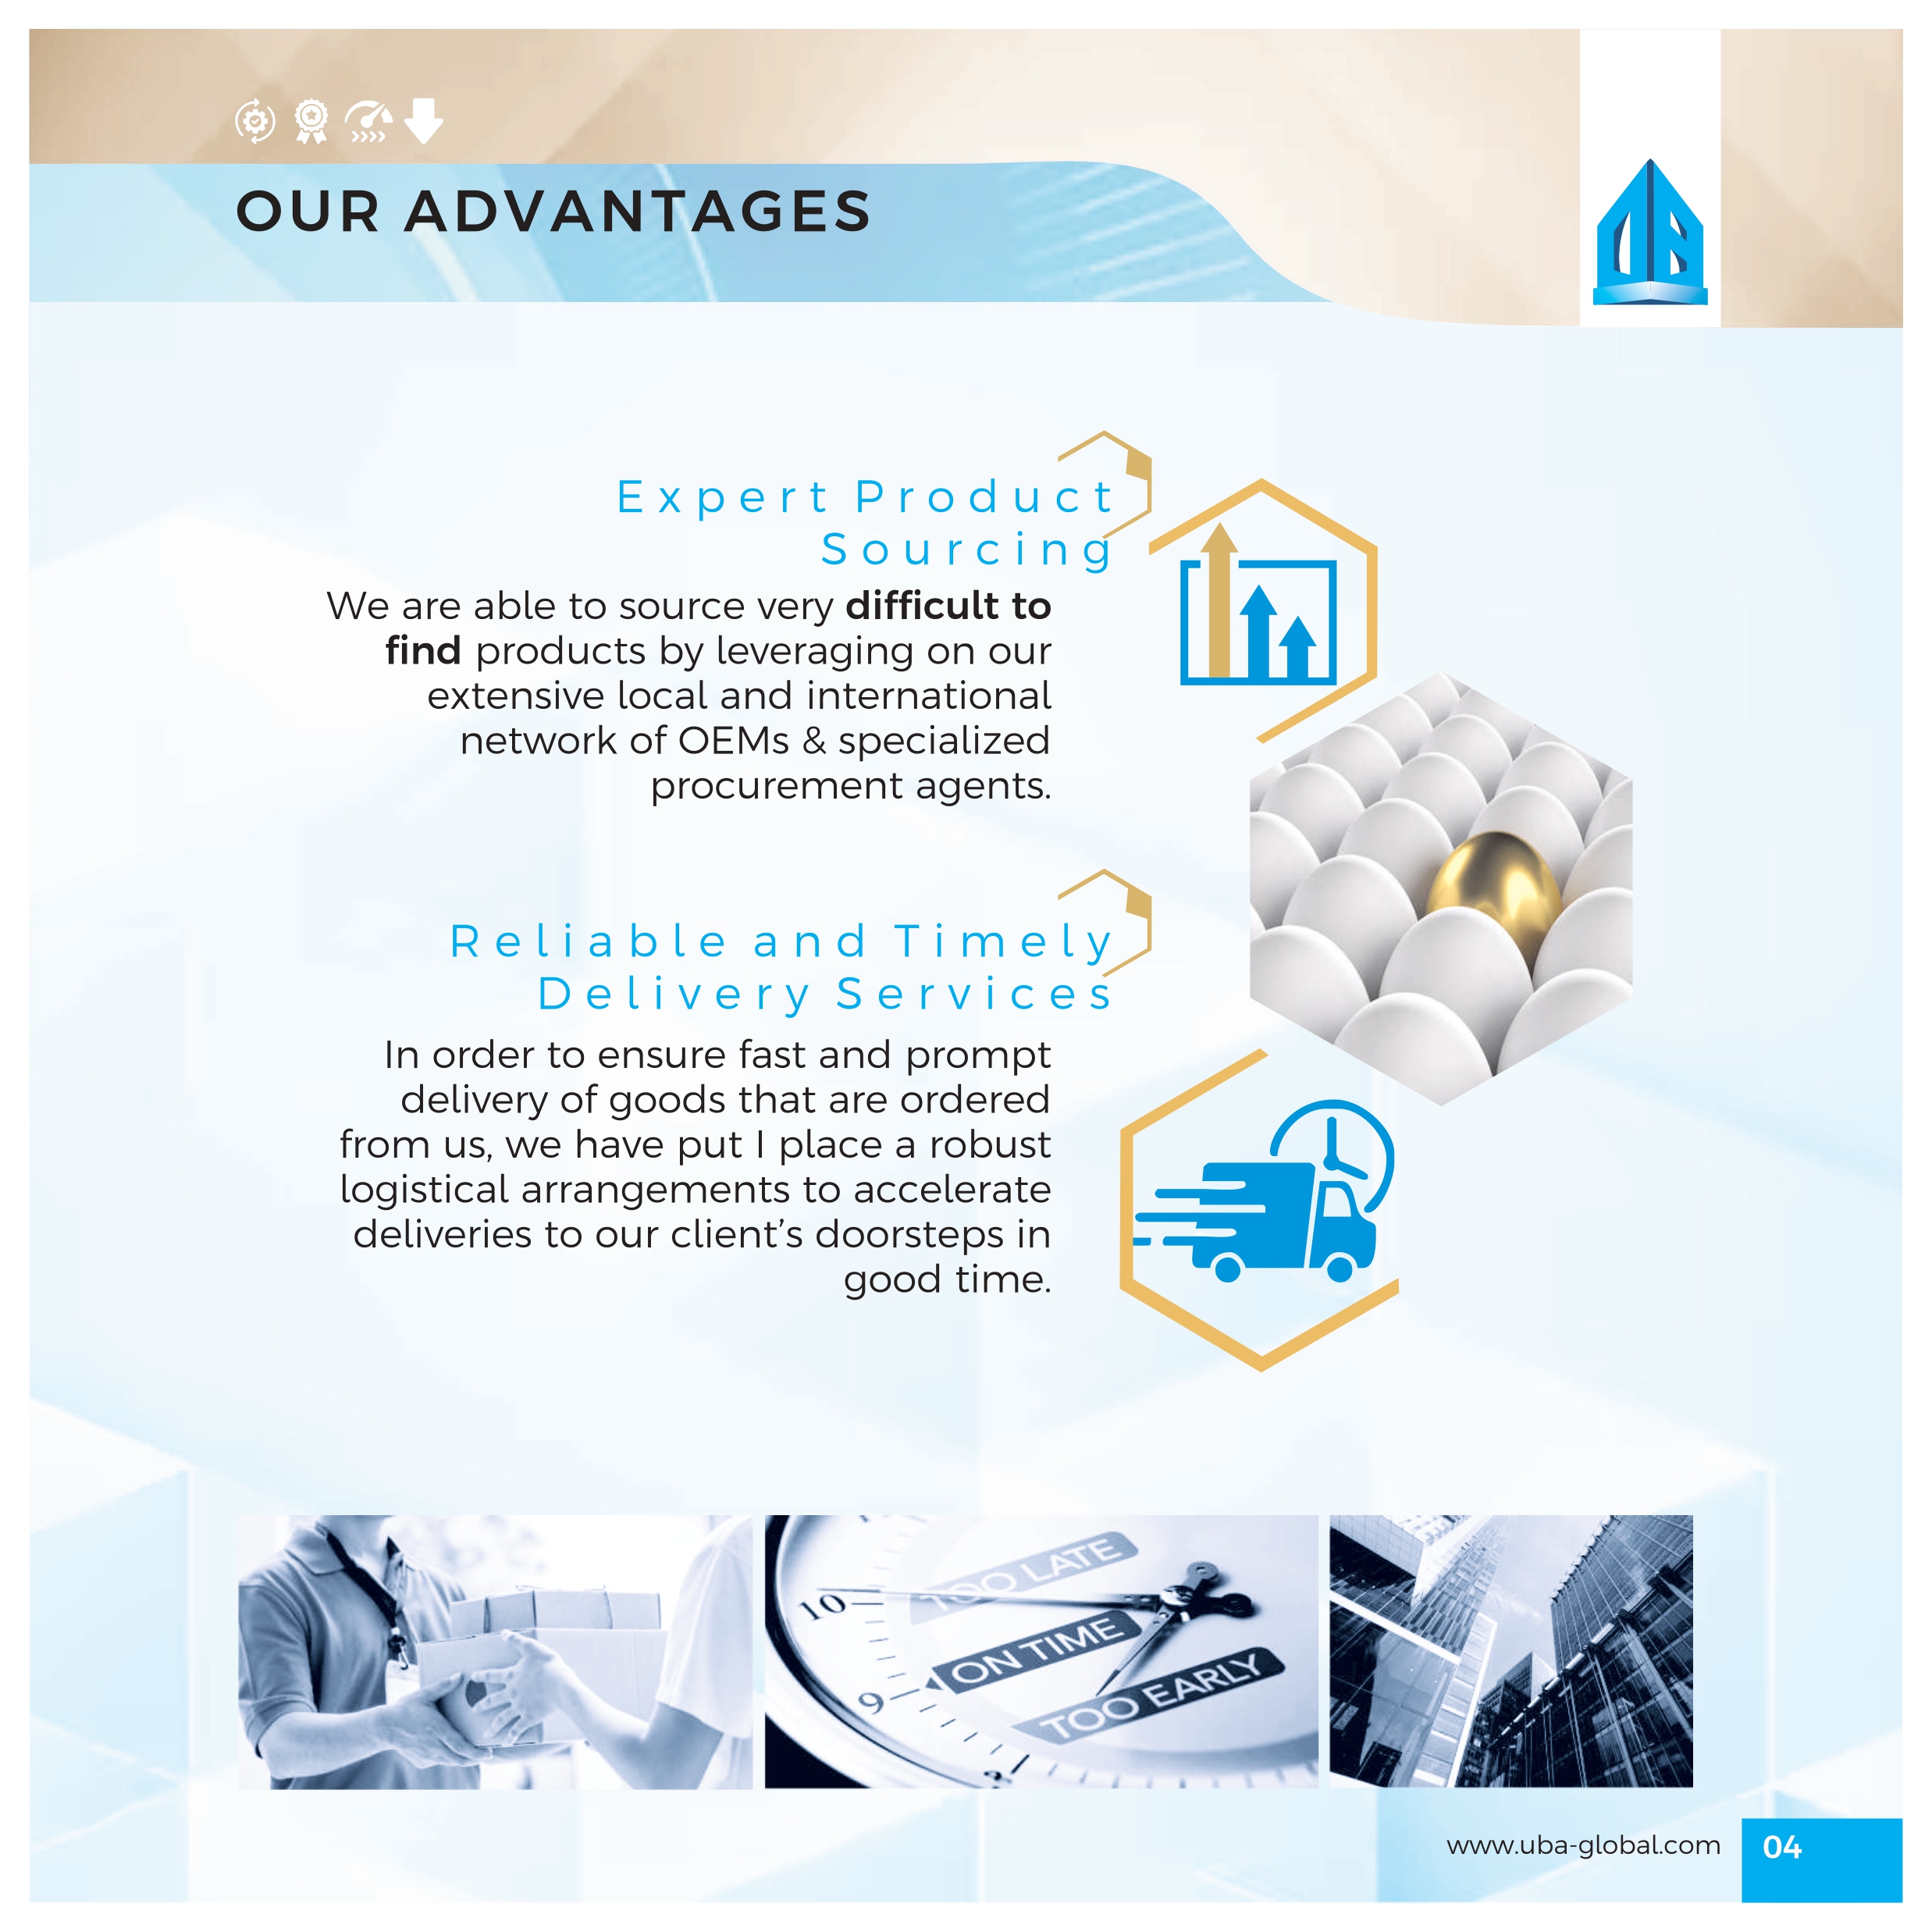 OUR ADVANTAGES
Expert Product
Sourcing
We are able to source very difficult to
find products by leveraging on our
extensive local and international
network of OEMs & specialized
procurement agents.
Reliable and Timely
Delivery Services
In order to ensure fast and prompt
delivery of goods that are ordered
from us, we have put I place a robust
logistical arrangements to accelerate
deliveries to our client’s doorsteps in
good time.
TOO LATE
10
ON TIME
9
TOO EARLY
www.uba-global.com
04